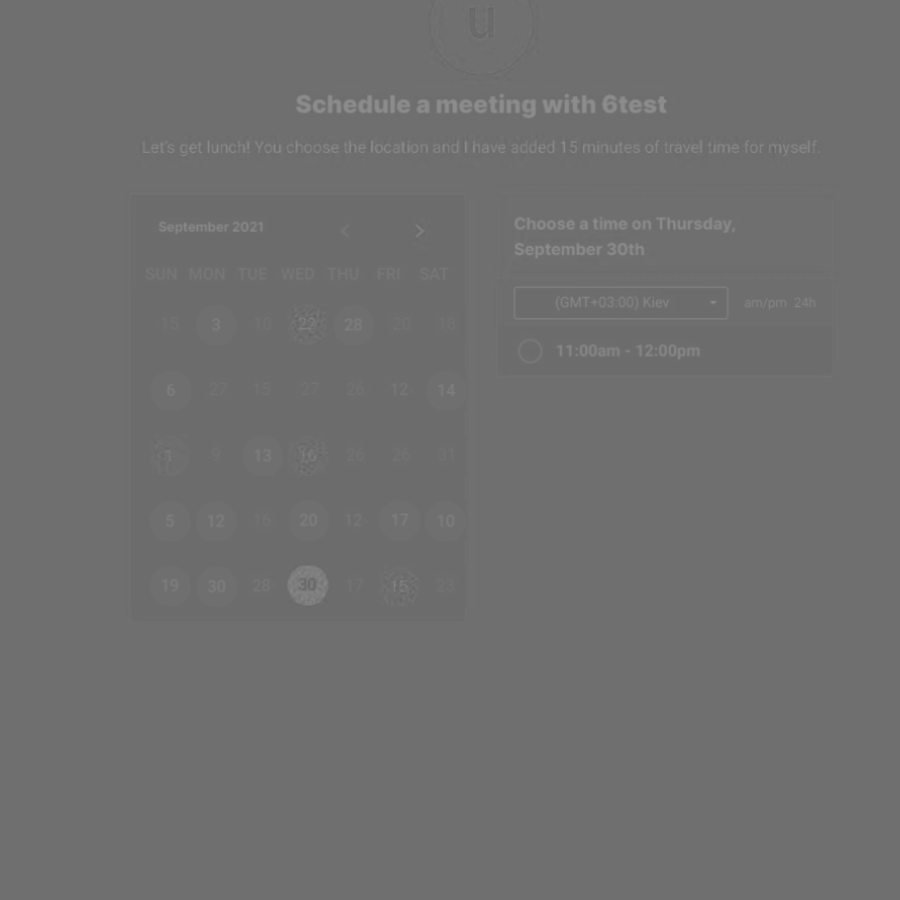 u
Schedule a meeting with 6test
Let's get lunch! You choose the location and I have added 15 minutes of travel time for myself.
September 2021
SUN MON TUE WED THU FRI SAT
15 3 10 22 28 20 18
6 27 15 27 26 12 14
1 9 13 16 26 26 31
5 12 16 20 12 17 10
19 30 28 30 17 15 23
Choose a time on Thursday,
September 30th
(GMT+03:00) Kiev am/pm 24h
11:00am - 12:00pm